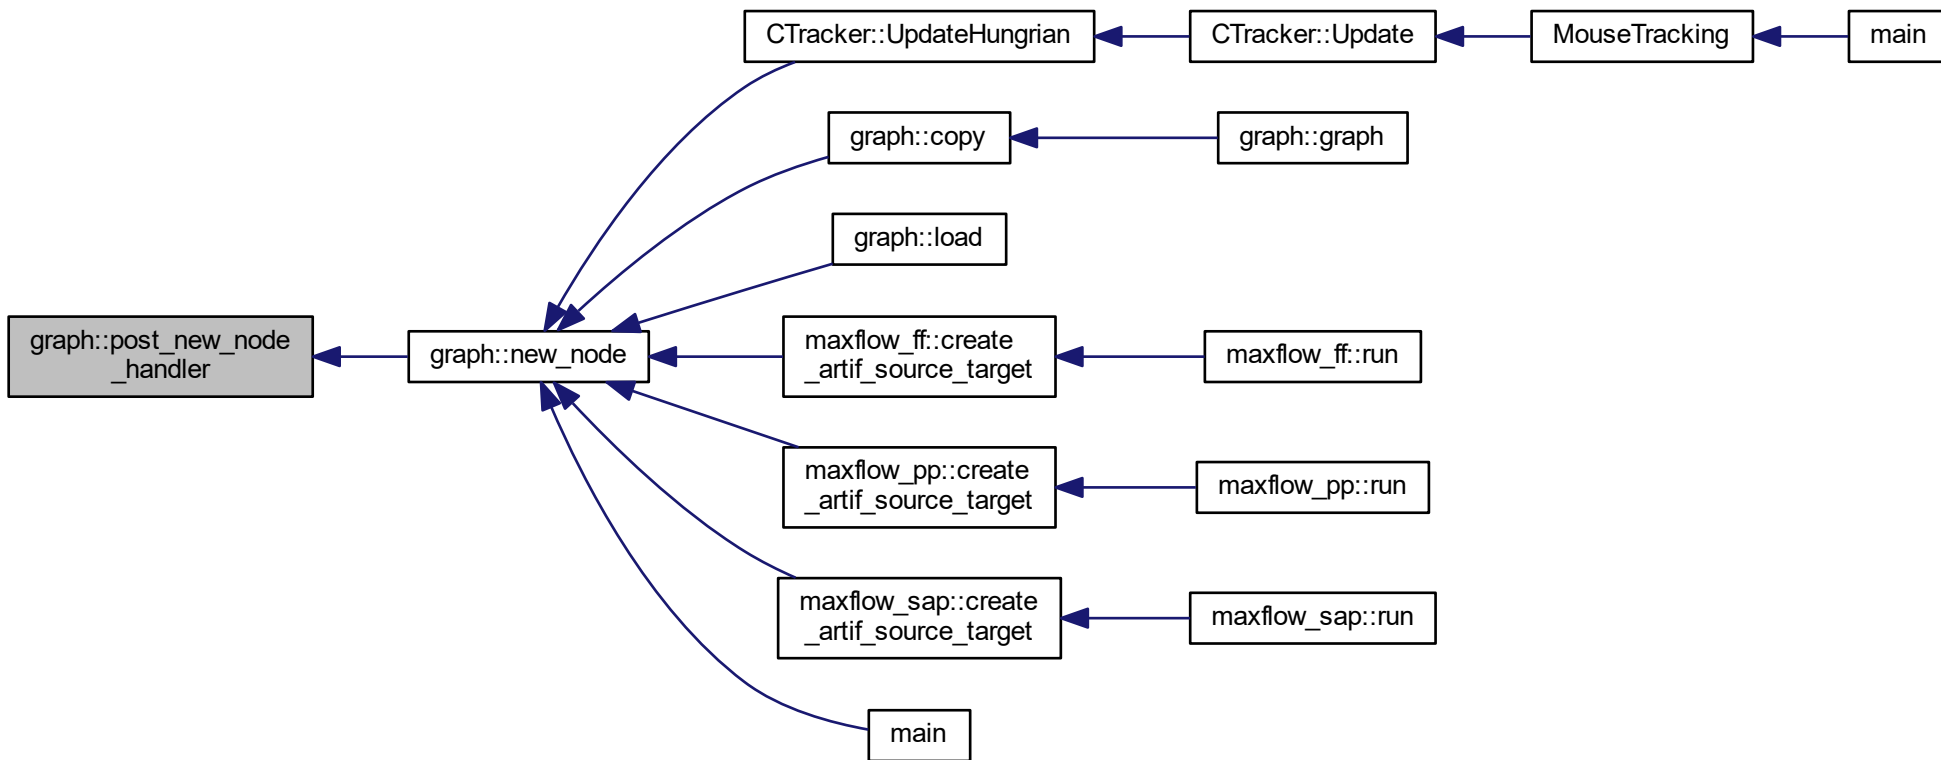 CTracker::UpdateHungrian
CTracker::Update
MouseTracking
main
graph::copy
graph::graph
graph::load
graph::post_new_node
_handler
graph::new_node
maxflow_ff::create
_artif_source_target
maxflow_ff::run
maxflow_pp::create
_artif_source_target
maxflow_pp::run
maxflow_sap::create
_artif_source_target
maxflow_sap::run
main